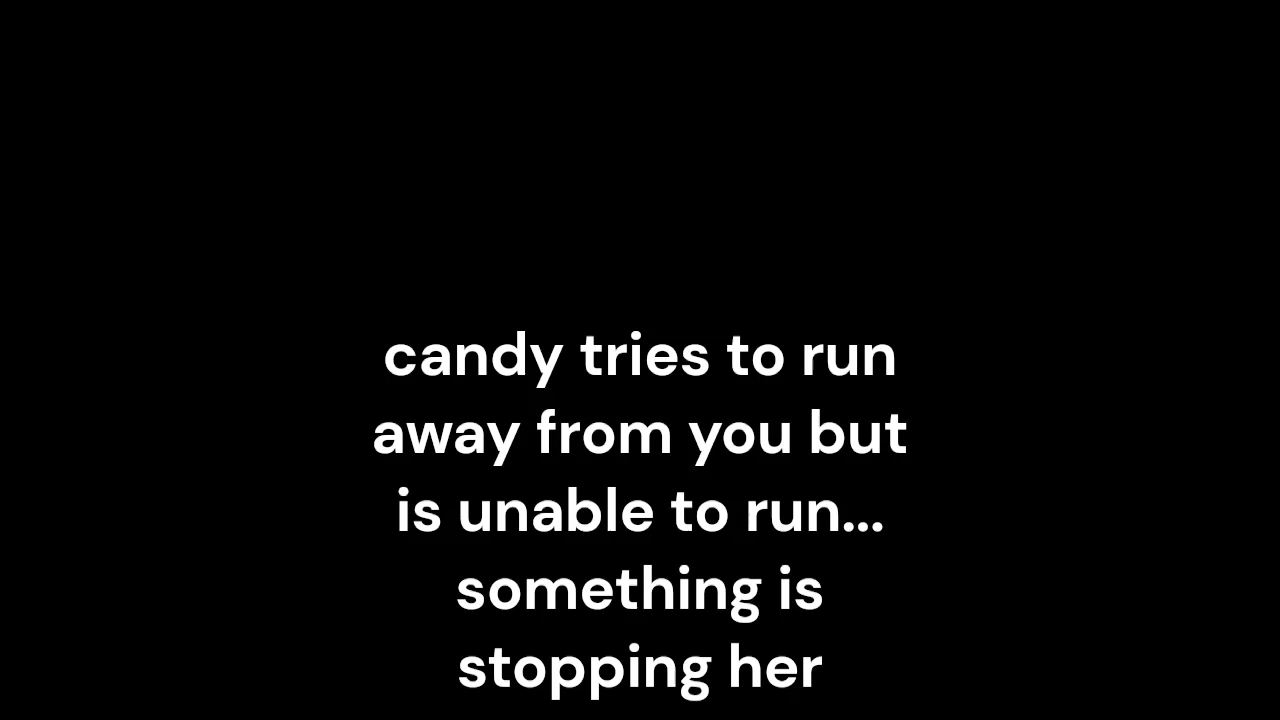 candy tries to run
away from you but
is unable to run...
something is
stopping her